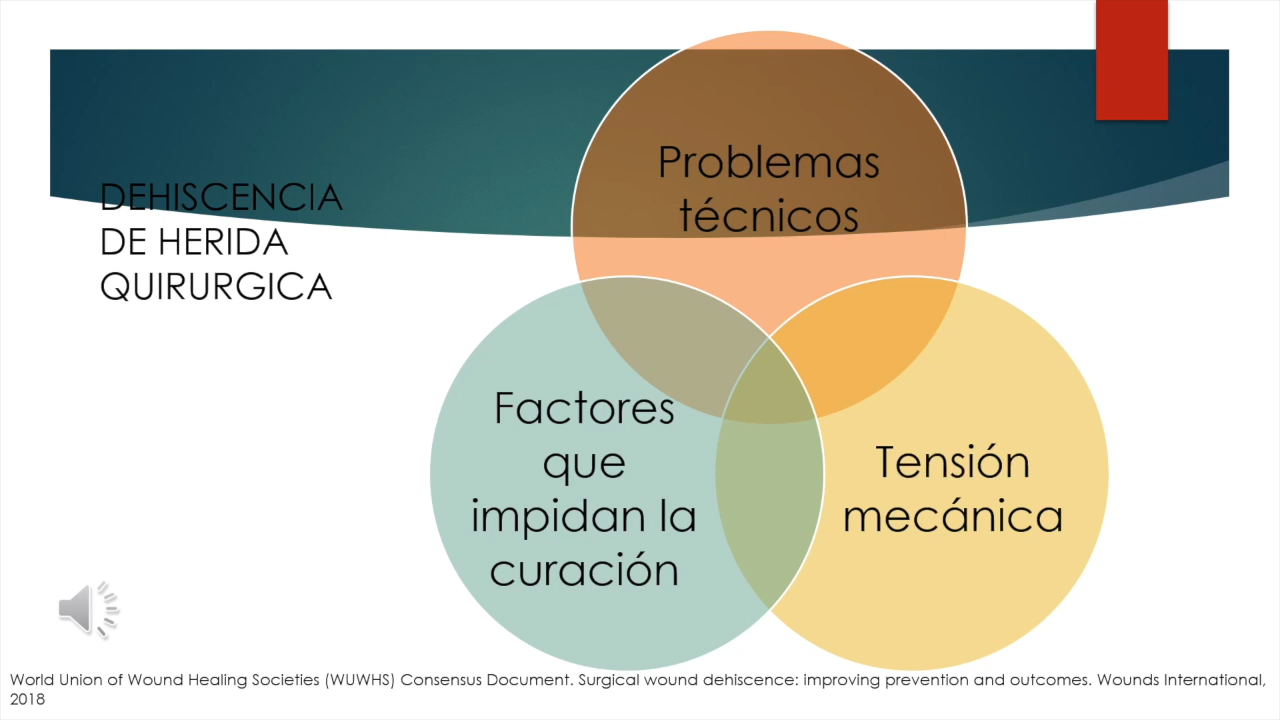 DEHISCENCIA
DE HERIDA
QUIRURGICA
Problemas
técnicos
Factores
que
impidan la
curación
Tensión
mecánica
World Union of Wound Healing Societies (WUWHS) Consensus Document. Surgical wound dehiscence: improving prevention and outcomes. Wounds International,
2018